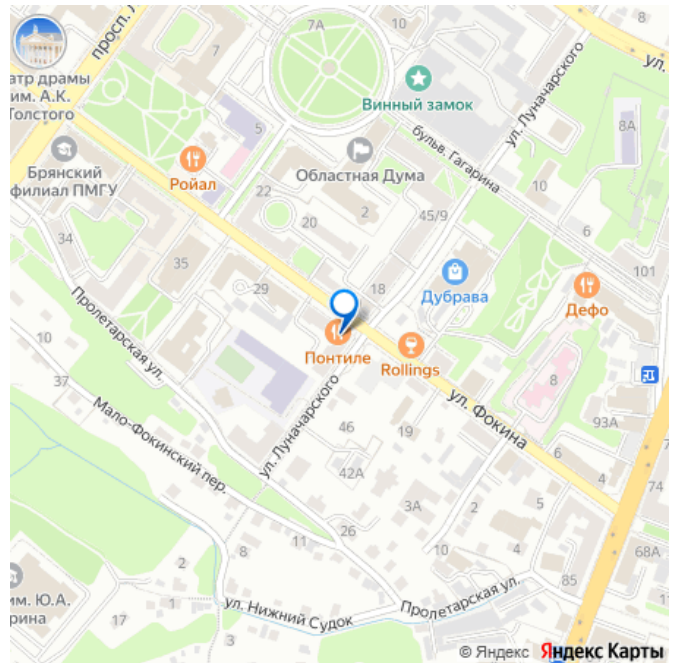 7А
ул.
просп. Л
7
атр драмы
им. А.К.
Толстого
ул. Луначарского
Винный замок
8А
5
бульв. Гагарина
Брянский
филиал ПМГУ
Ройал
Областная Дума
22
10
2
20
45/9
6
34
35
18
101
29
Дубрава
Дефо
Пролетарская ул.
10
Понтиле
Rollings
37
8
ул. Фокина
93А
Мало-Фокинский пер.
ул. Луначарского
46
19
6
7
42А
4
74
2
5
3А
26
11
8
10
4
68А
2
85
им. Ю.А.
рина
17
ул. Нижний Судок
Пролетарская ул.
3
© Яндекс Яндекс Карты